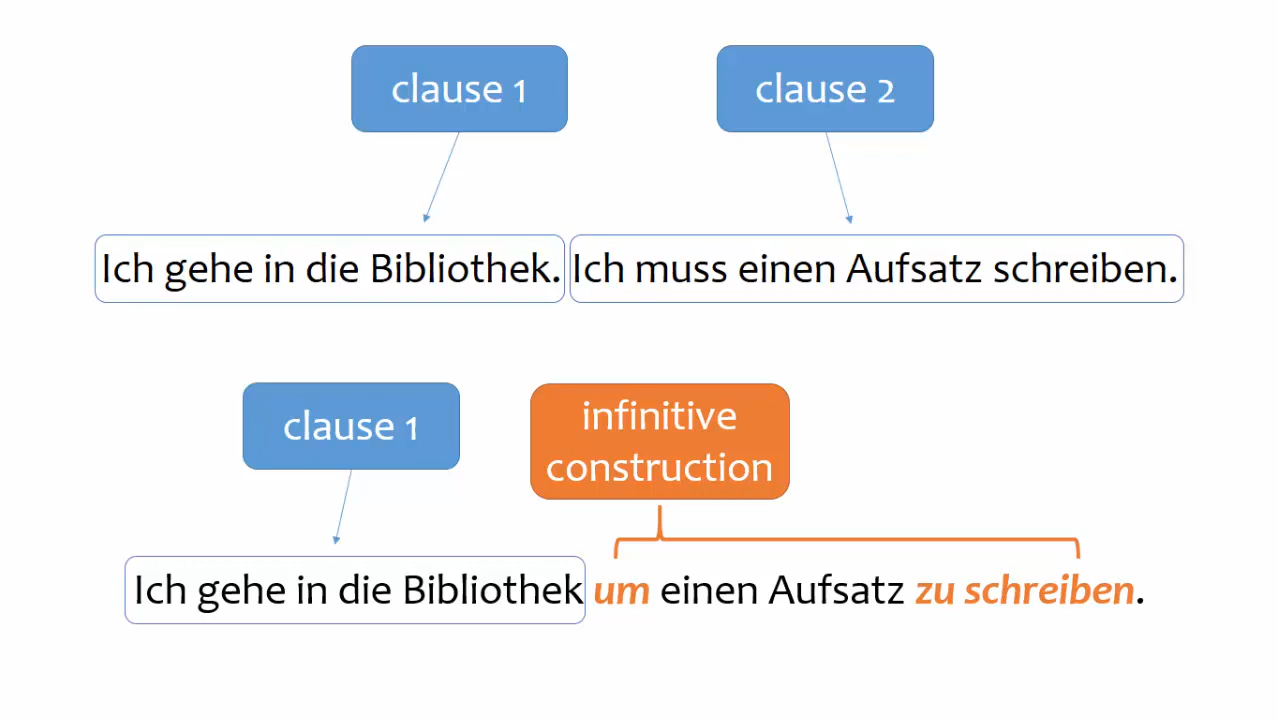 clause 1
clause 2
Ich gehe in die Bibliothek. Ich muss einen Aufsatz schreiben.
clause 1
infinitive
construction
Ich gehe in die Bibliothek um einen Aufsatz zu schreiben.